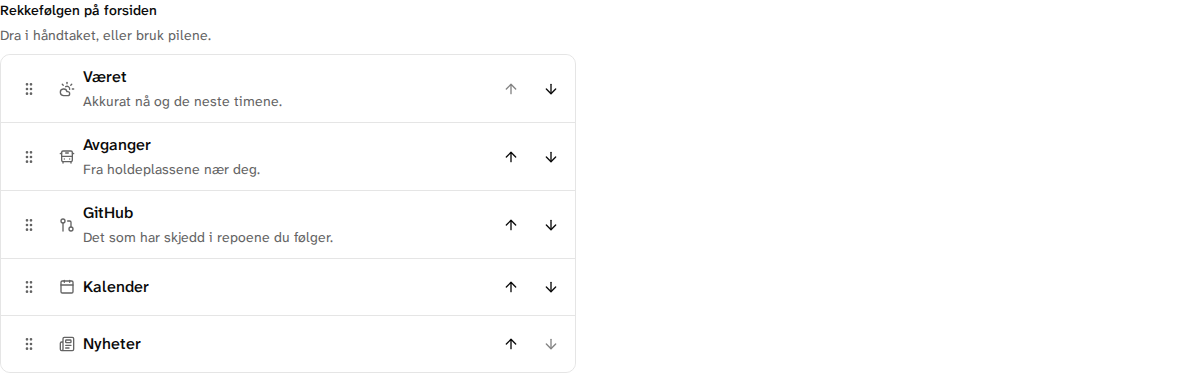 Rekkefølgen på forsiden
Dra i håndtaket, eller bruk pilene.
Været
Akkurat nå og de neste timene.
Avganger
Fra holdeplassene nær deg.
GitHub
Det som har skjedd i repoene du følger.
Kalender
Nyheter